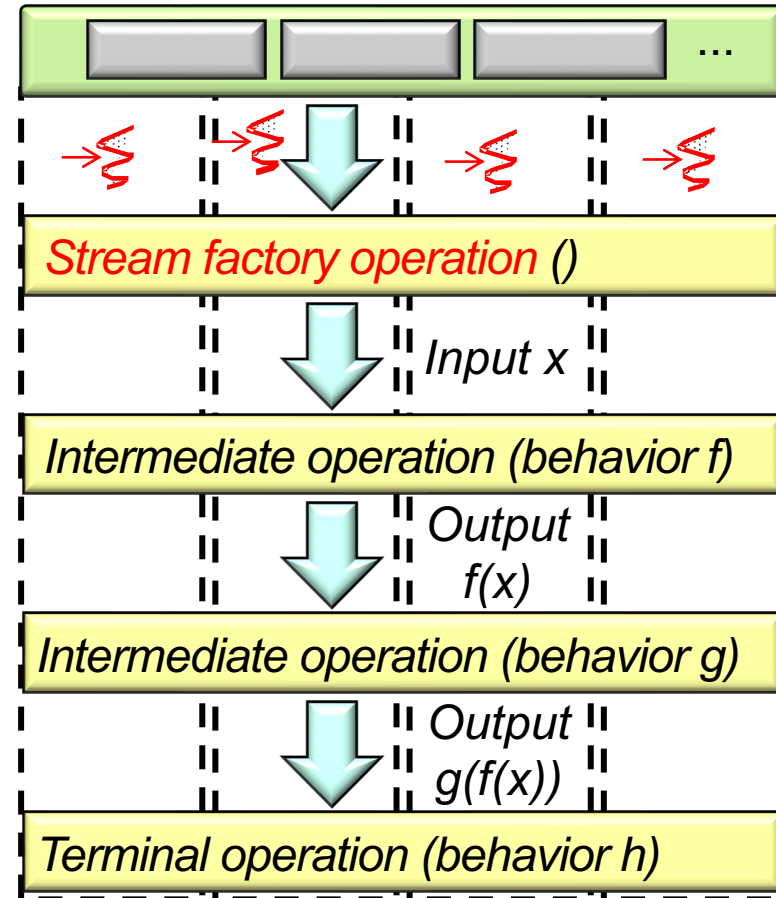 ...
Stream factory operation ()
Input x
Intermediate operation (behavior f)
Output
f(x)
Intermediate operation (behavior g)
Output
g(f(x))
Terminal operation (behavior h)